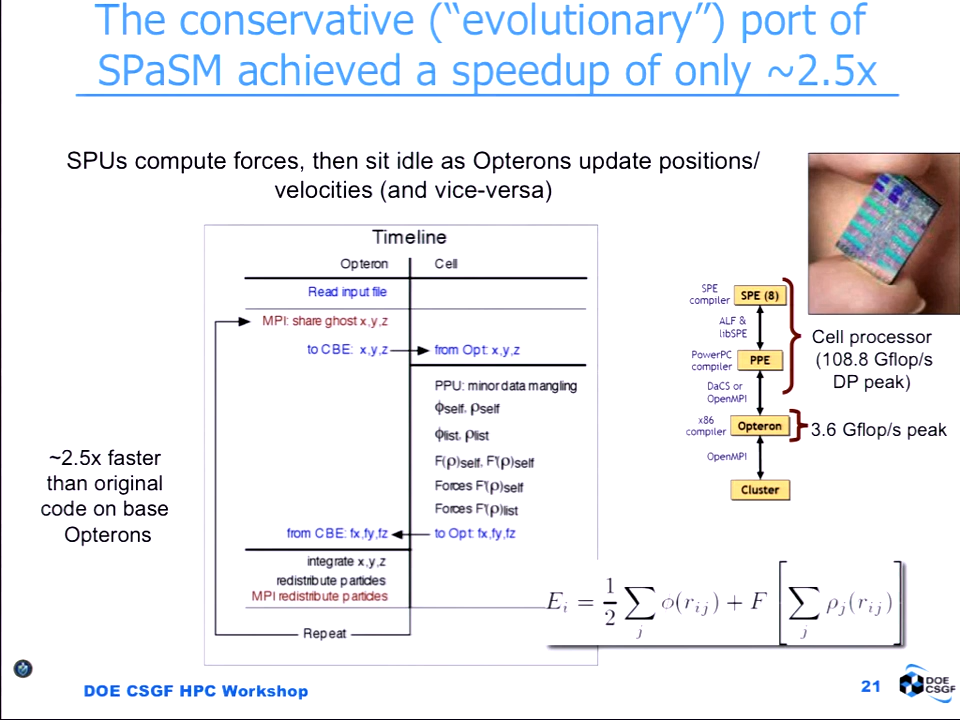 The conservative (“evolutionary”) port of
SPaSM achieved a speedup of only ~2.5x
SPUs compute forces, then sit idle as Opterons update positions/
velocities (and vice-versa)
Timeline
Opteron Cell
Read input file
MPI: share ghost x,y,z
to CBE: x,y,z from Opt: x,y,z
PPU: minor data mangling
ϕself, ρself
ϕlist, ρlist
F(ρ)self, F'(ρ)self
Forces F'(ρ)self
Forces F'(ρ)list
from CBE: fx,fy,fz to Opt: fx,fy,fz
integrate x,y,z
redistribute particles
MPI redistribute particles
Repeat
~2.5x faster
than original
code on base
Opterons
SPE
compiler
SPE (8)
ALF &
libSPE
PowerPC
compiler
PPE
DaCS or
OpenMPI
x86
compiler
Opteron
OpenMPI
Cluster
Cell processor
(108.8 Gflop/s
DP peak)
3.6 Gflop/s peak
E_i = 1/2 ∑_j ϕ(r_ij) + F [∑_j ρ_j(r_ij)]
DOE CSGF HPC Workshop
21
DOE
CSGF